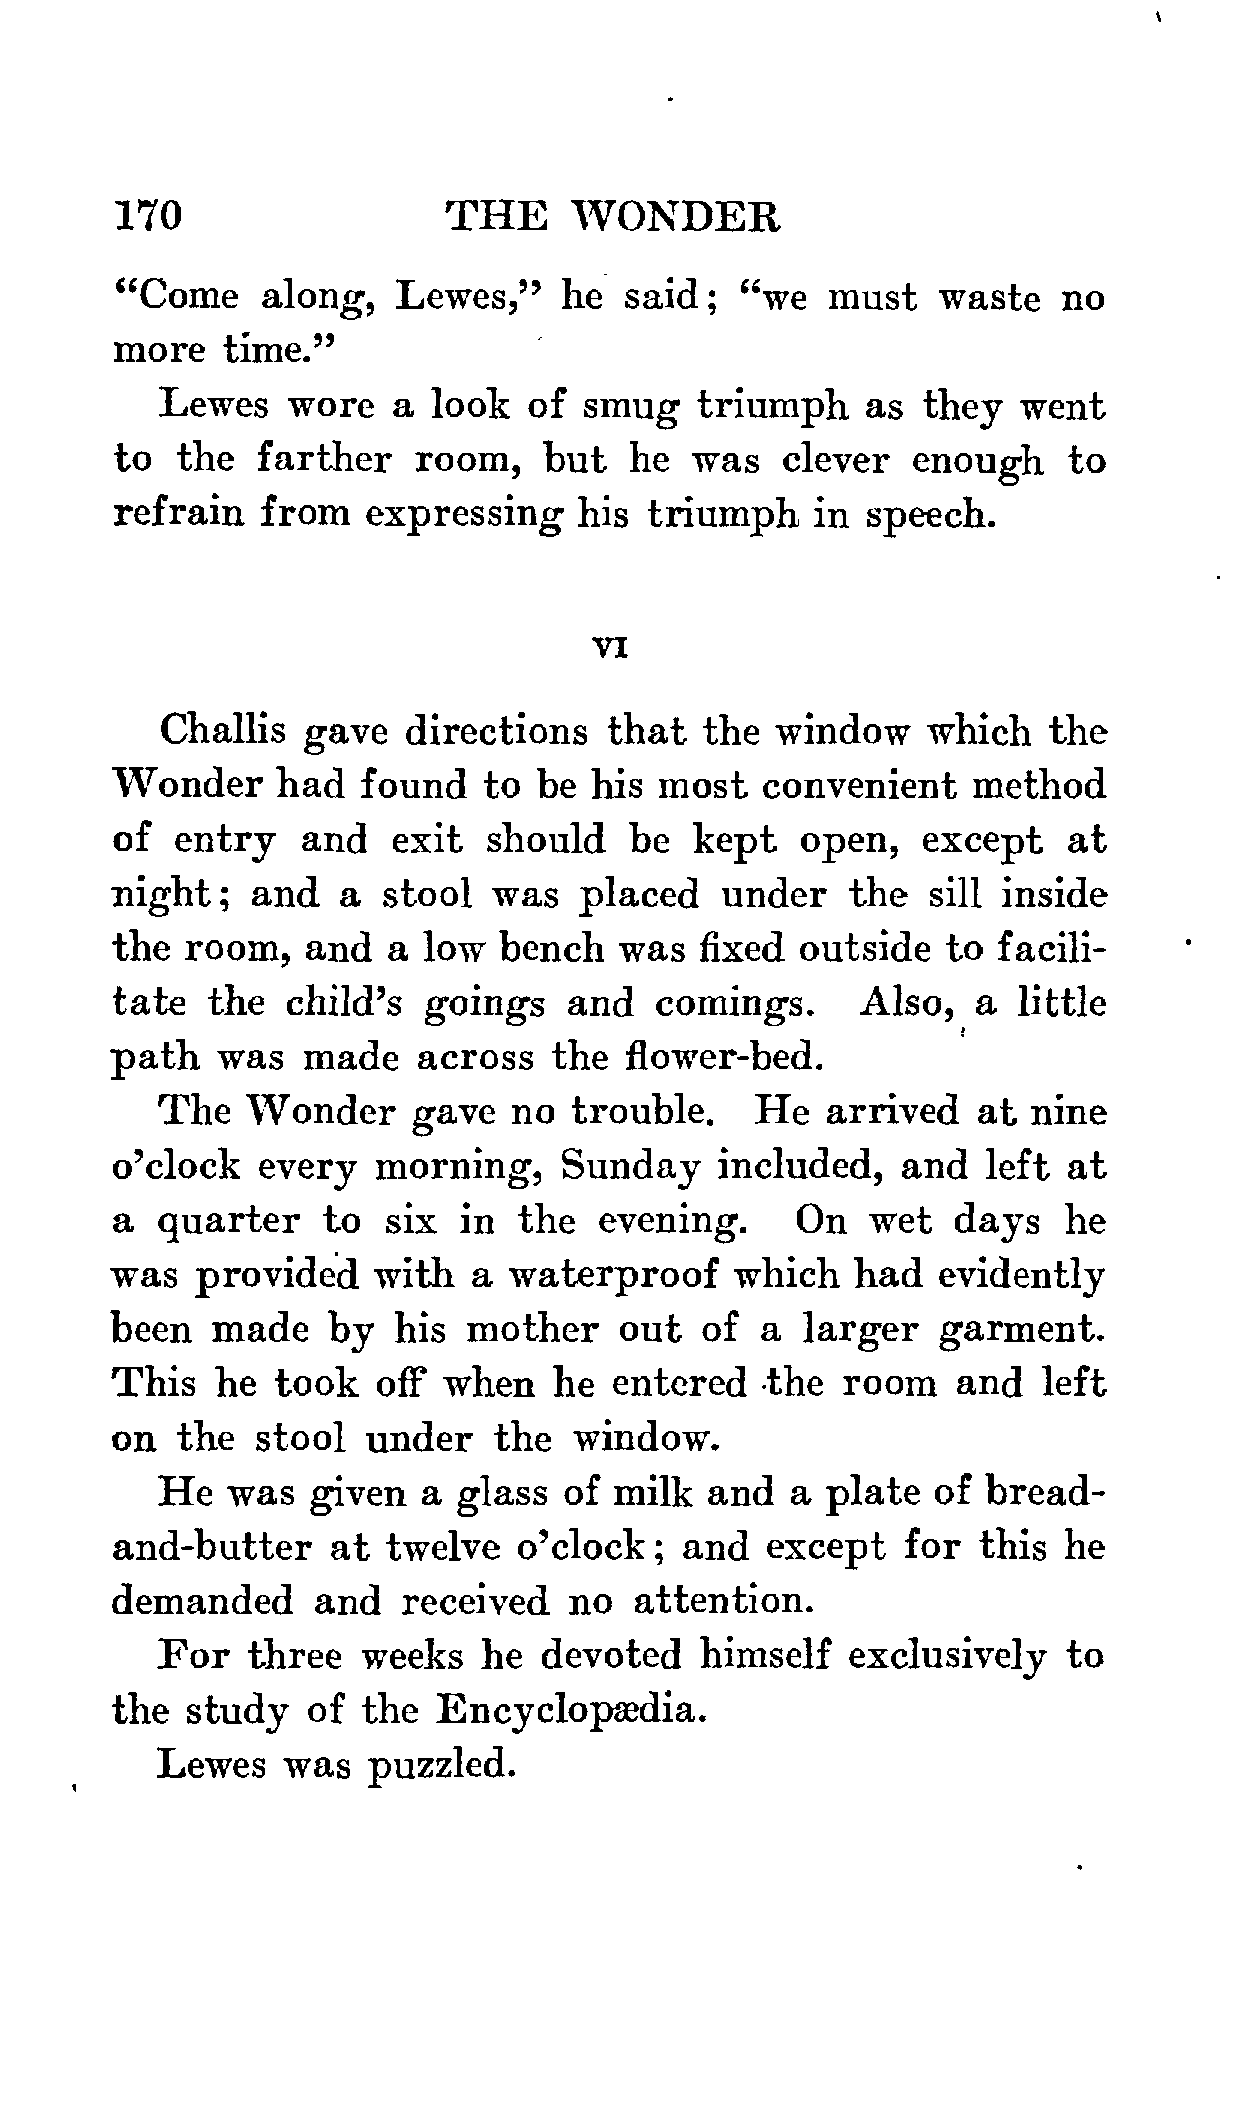 170 THE WONDER
“Come along, Lewes,” he said; “we must waste no
more time.”
Lewes wore a look of smug triumph as they went
to the farther room, but he was clever enough to
refrain from expressing his triumph in speech.
VI
Challis gave directions that the window which the
Wonder had found to be his most convenient method
of entry and exit should be kept open, except at
night; and a stool was placed under the sill inside
the room, and a low bench was fixed outside to facili-
tate the child’s goings and comings. Also, a little
path was made across the flower-bed.
The Wonder gave no trouble. He arrived at nine
o’clock every morning, Sunday included, and left at
a quarter to six in the evening. On wet days he
was provided with a waterproof which had evidently
been made by his mother out of a larger garment.
This he took off when he entered the room and left
on the stool under the window.
He was given a glass of milk and a plate of bread-
and-butter at twelve o’clock; and except for this he
demanded and received no attention.
For three weeks he devoted himself exclusively to
the study of the Encyclopædia.
Lewes was puzzled.